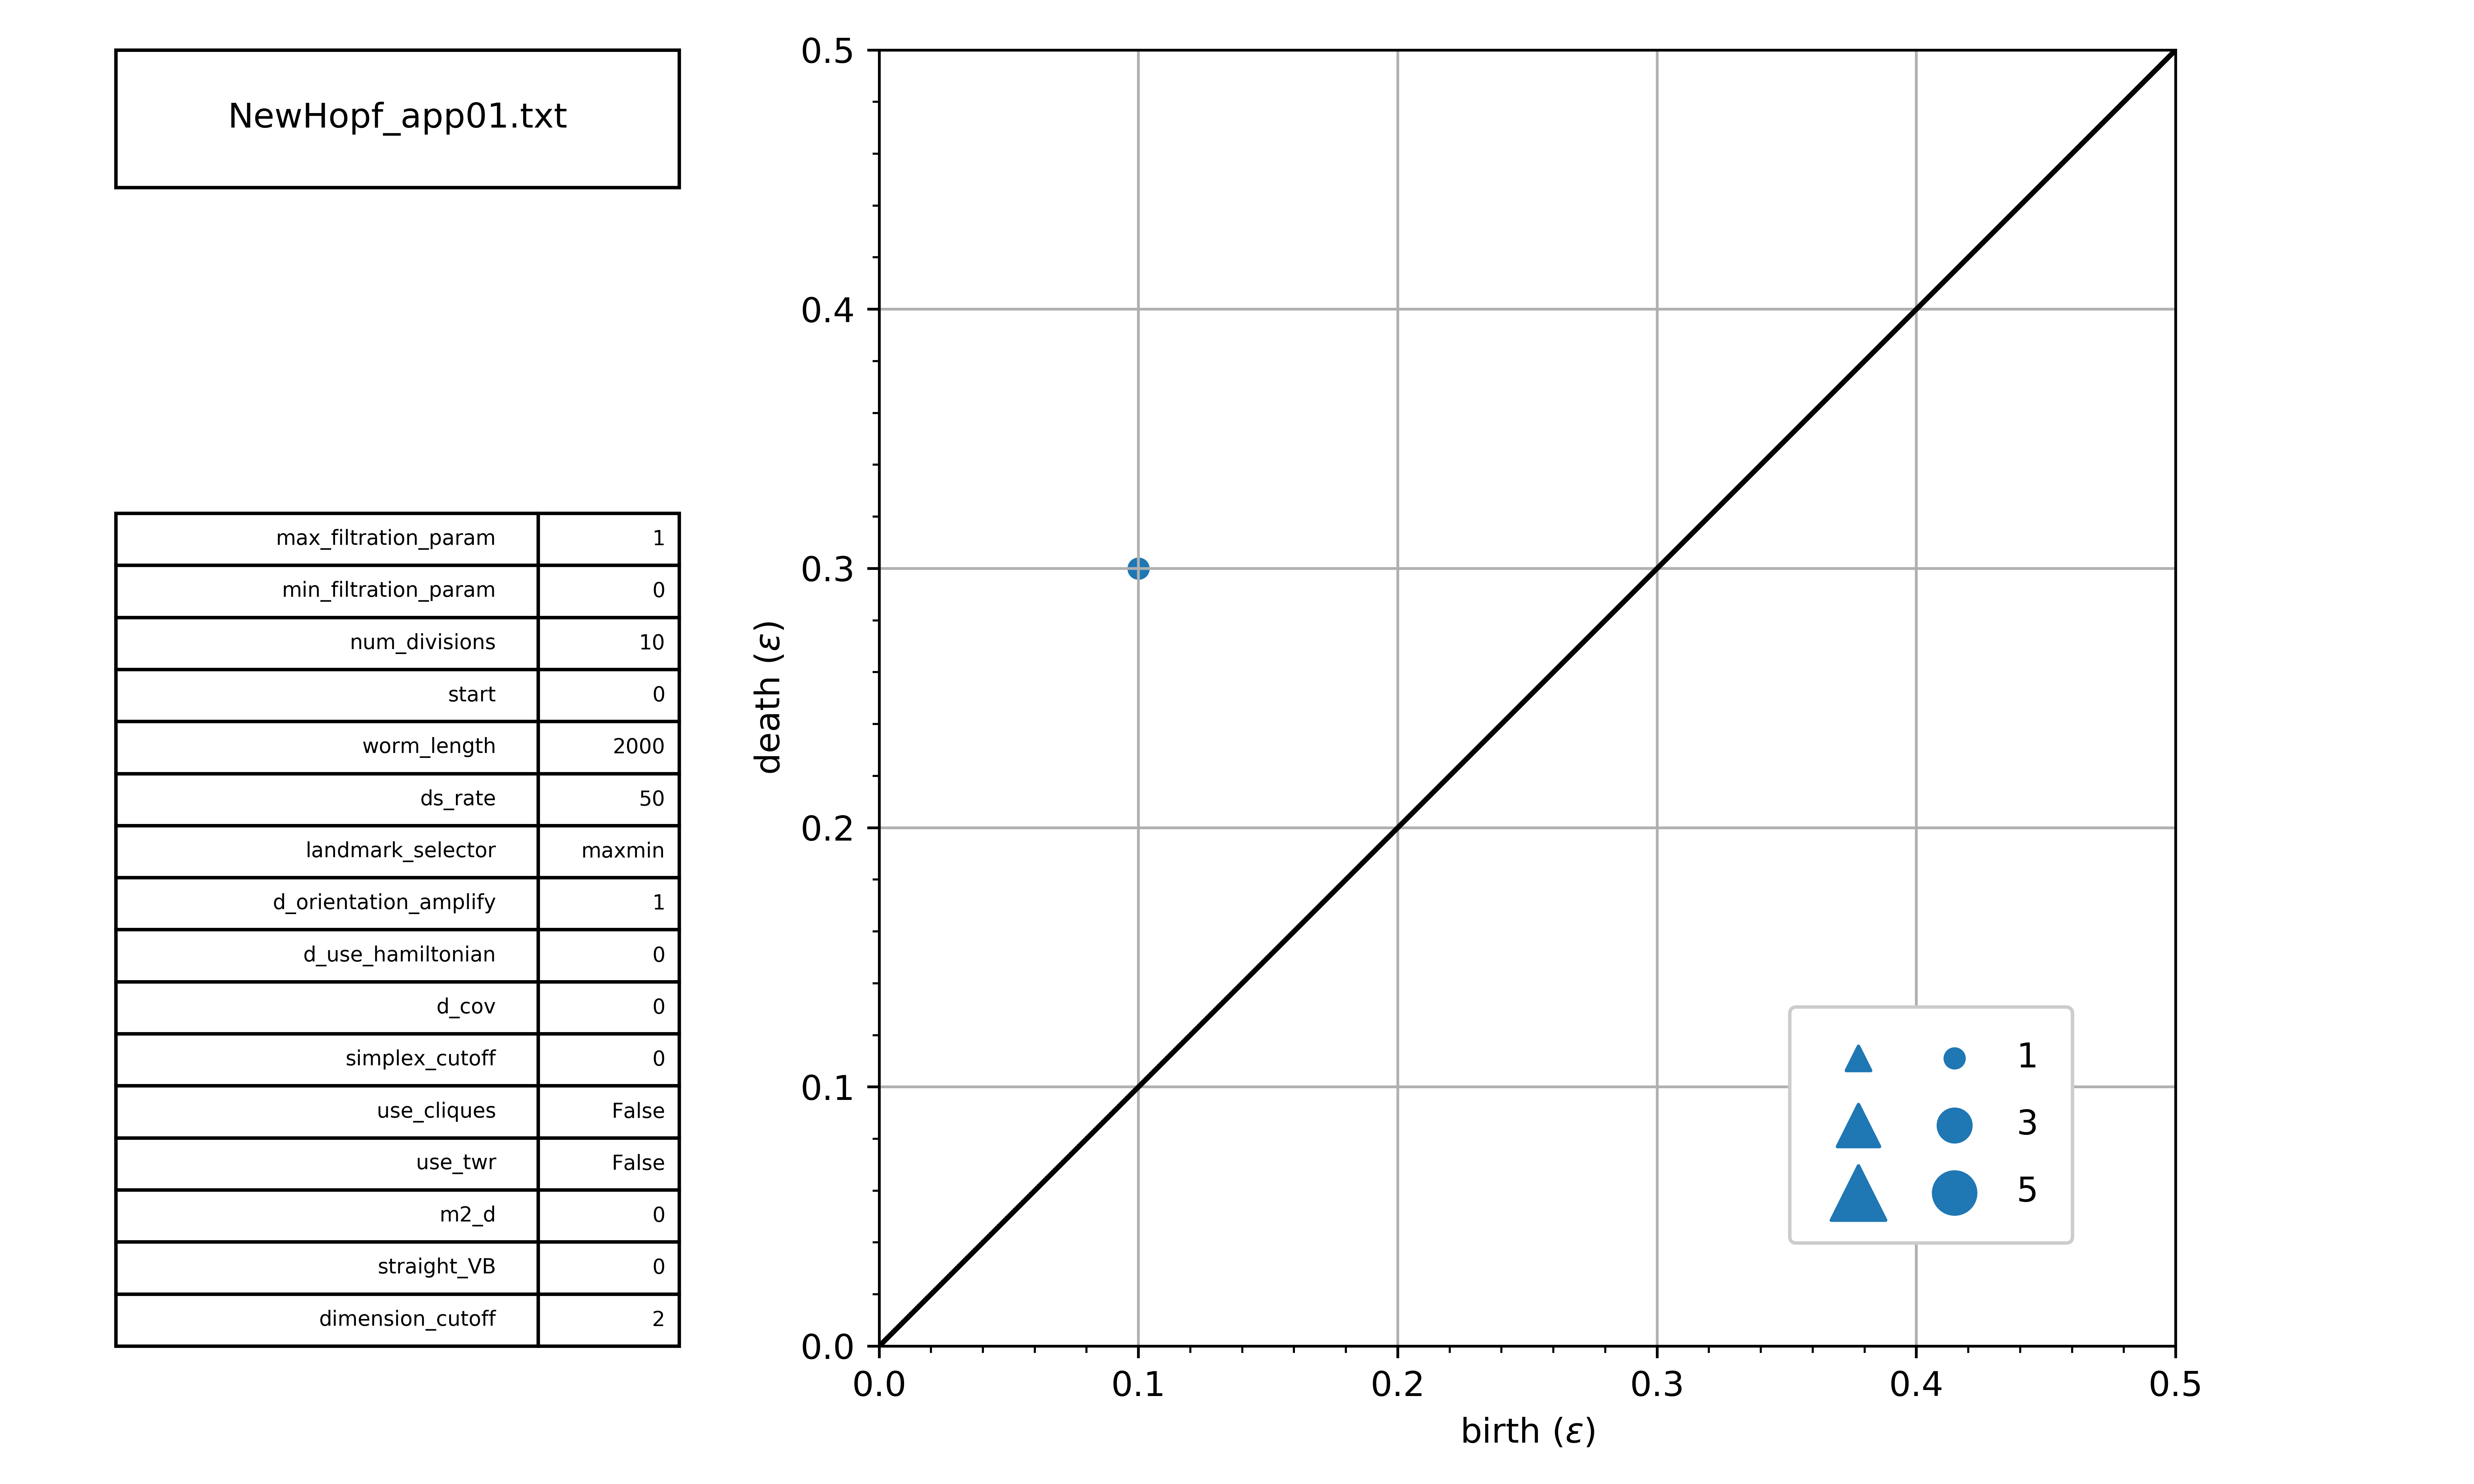 NewHopf_app01.txt
max_filtration_param 1
min_filtration_param 0
num_divisions 10
start 0
worm_length 2000
ds_rate 50
landmark_selector maxmin
d_orientation_amplify 1
d_use_hamiltonian 0
d_cov 0
simplex_cutoff 0
use_cliques False
use_twr False
m2_d 0
straight_VB 0
dimension_cutoff 2
death (ε)
0.5
0.4
0.3
0.2
0.1
0.0
1
3
5
0.0 0.1 0.2 0.3 0.4 0.5
birth (ε)